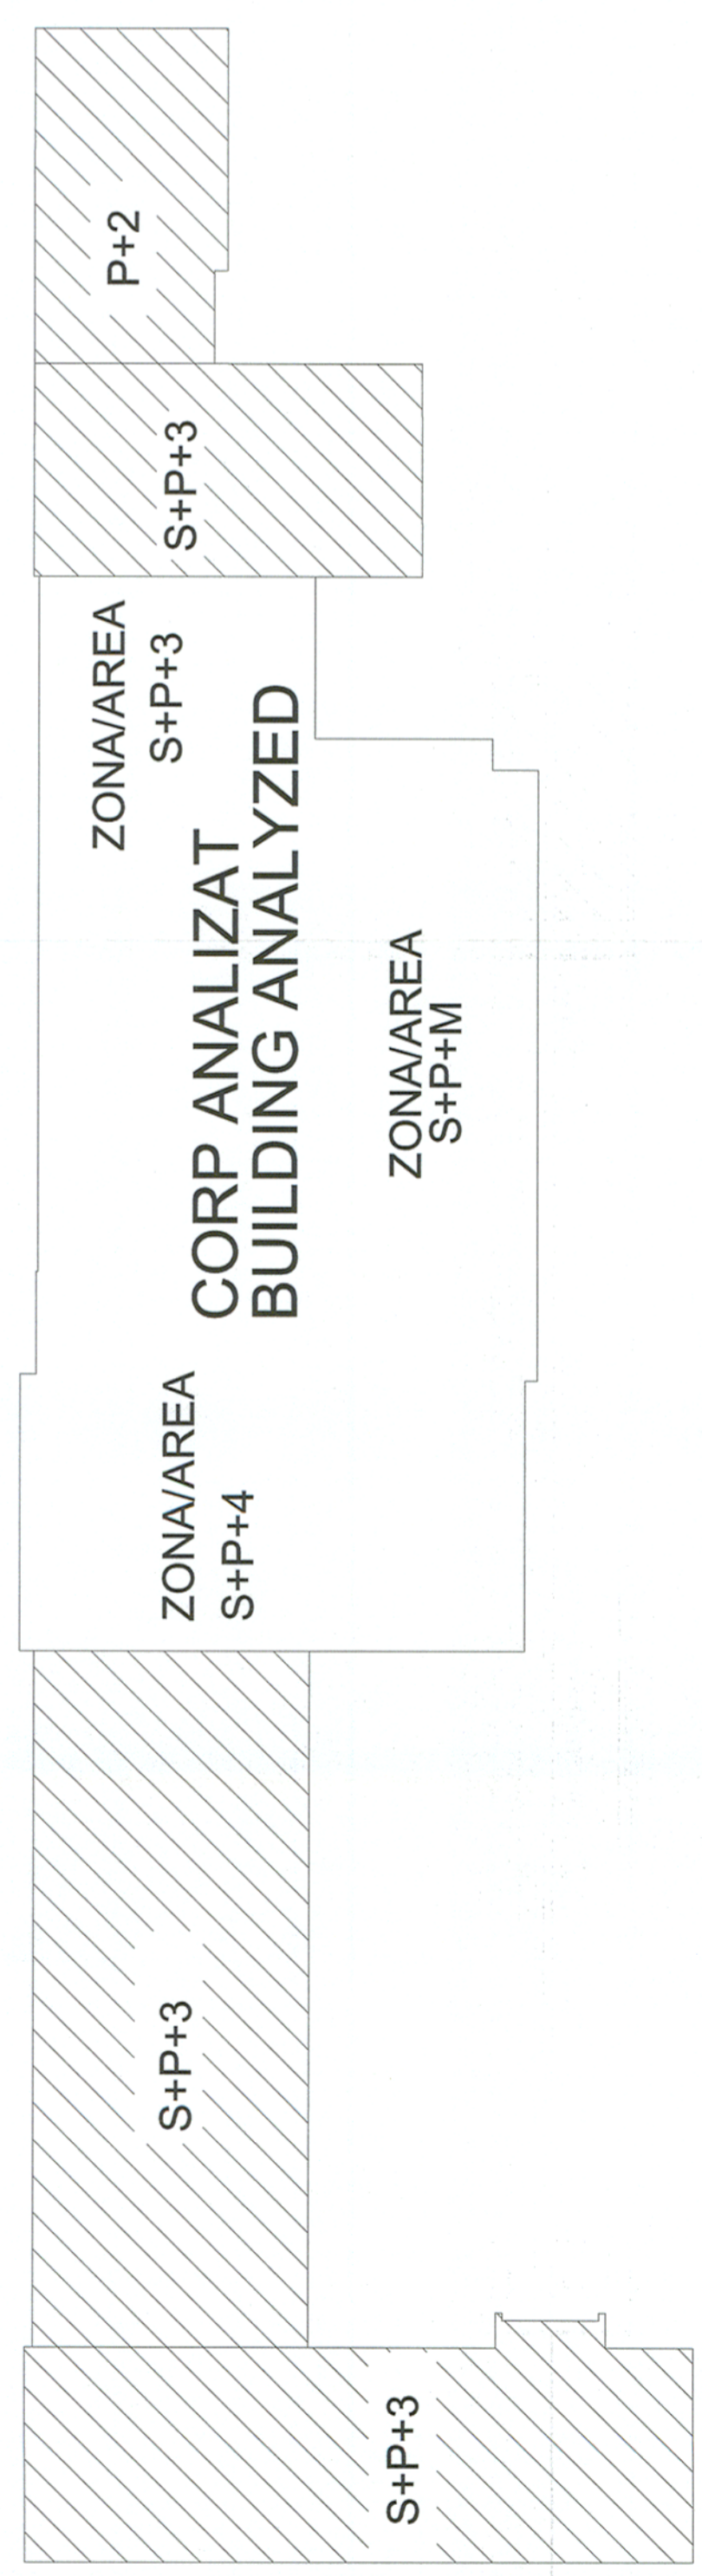 P+2
S+P+3
ZONA/AREA
S+P+3
CORP ANALIZAT
BUILDING ANALYZED
ZONA/AREA
S+P+M
ZONA/AREA
S+P+4
S+P+3
S+P+3